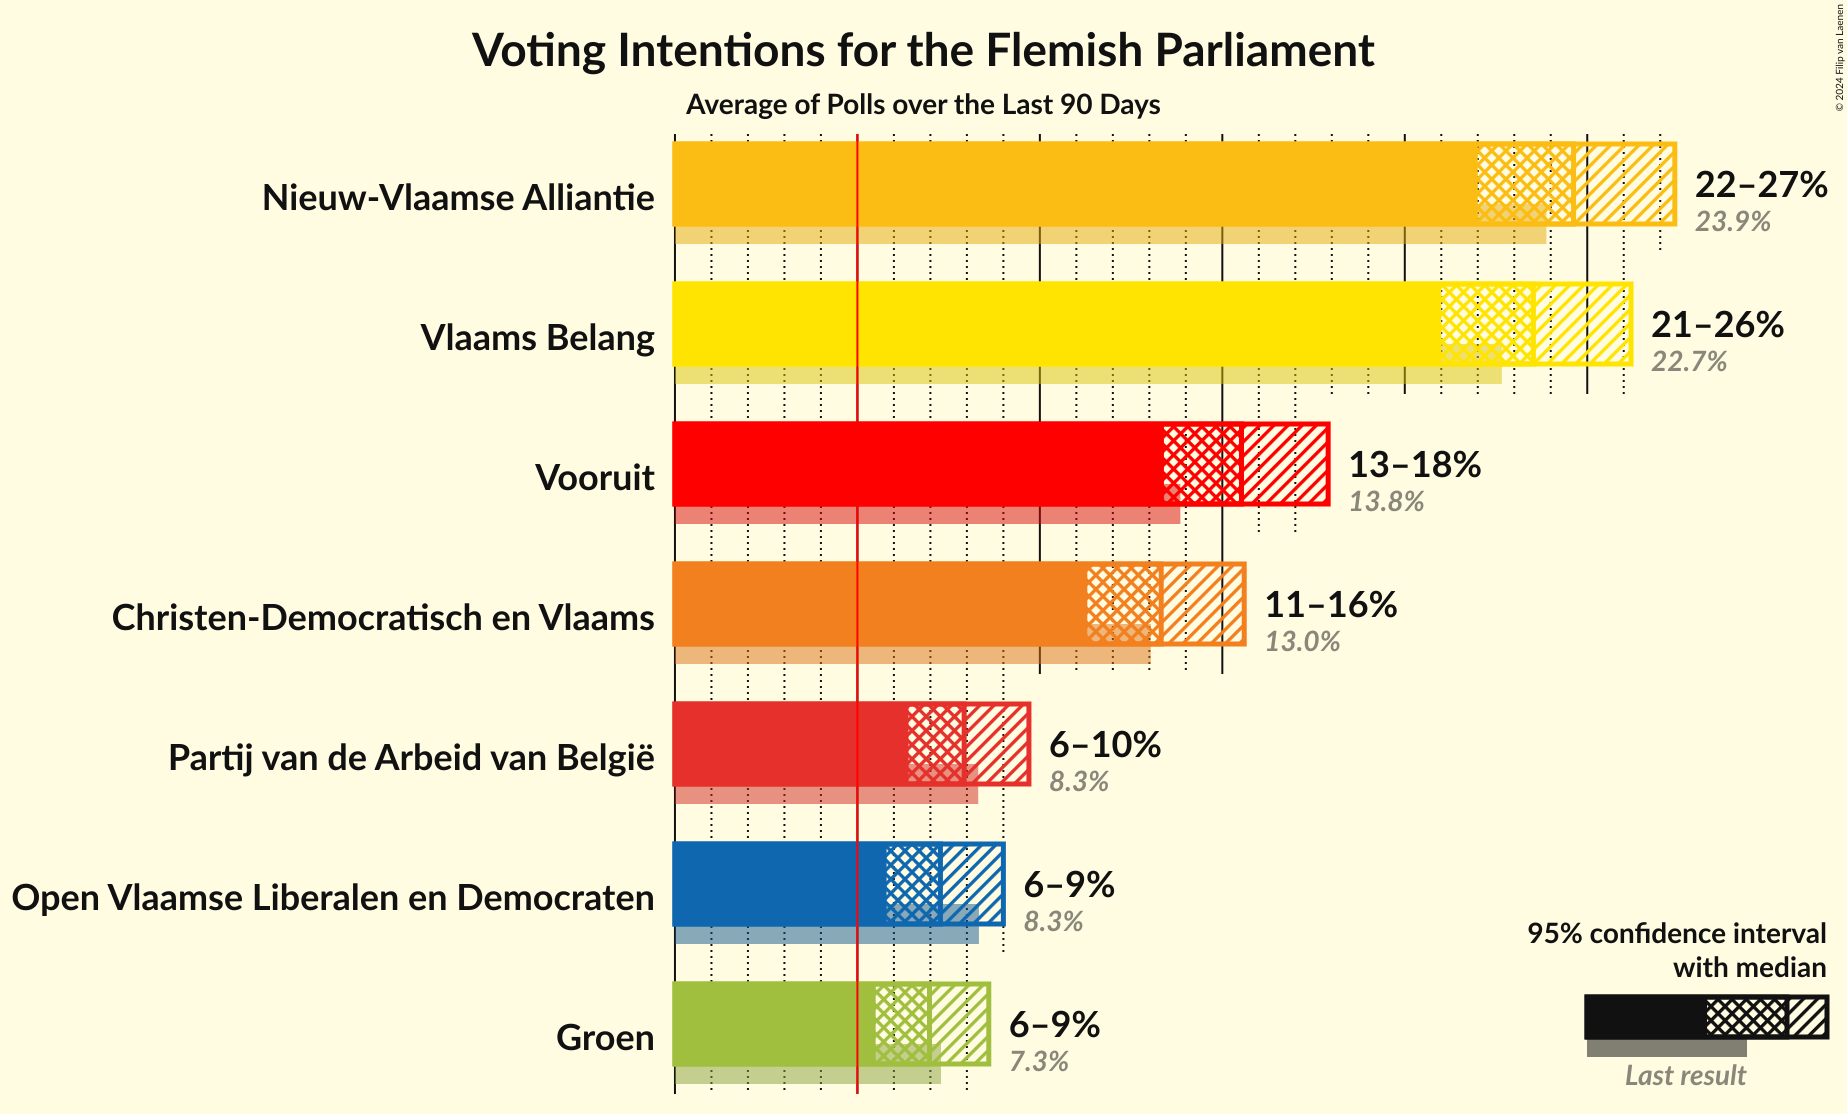 © 2024 Filip van Laenen
Voting Intentions for the Flemish Parliament
Average of Polls over the Last 90 Days
Nieuw-Vlaamse Alliantie
22–27%
23.9%
Vlaams Belang
21–26%
22.7%
Vooruit
13–18%
13.8%
Christen-Democratisch en Vlaams
11–16%
13.0%
Partij van de Arbeid van België
6–10%
8.3%
Open Vlaamse Liberalen en Democraten
6–9%
8.3%
Groen
6–9%
7.3%
95% confidence interval
with median
Last result